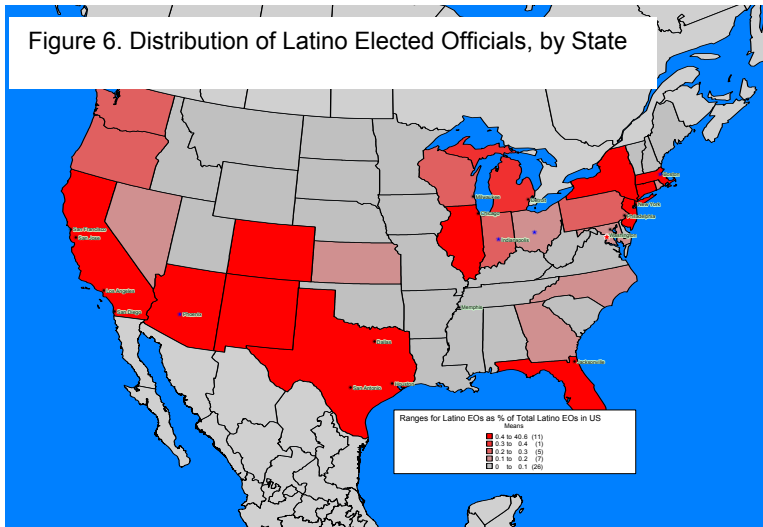 Figure 6. Distribution of Latino Elected Officials, by State
Boston
Milwaukee
Detroit
New York
Chicago
Philadelphia
San Francisco
Washington
San Jose
Indianapolis
Los Angeles
Memphis
San Diego
Phoenix
Dallas
Jacksonville
San Antonio
Houston
Ranges for Latino EOs as % of Total Latino EOs in US
Means
0.4 to 40.6 (11)
0.3 to 0.4 (1)
0.2 to 0.3 (5)
0.1 to 0.2 (7)
0 to 0.1 (26)